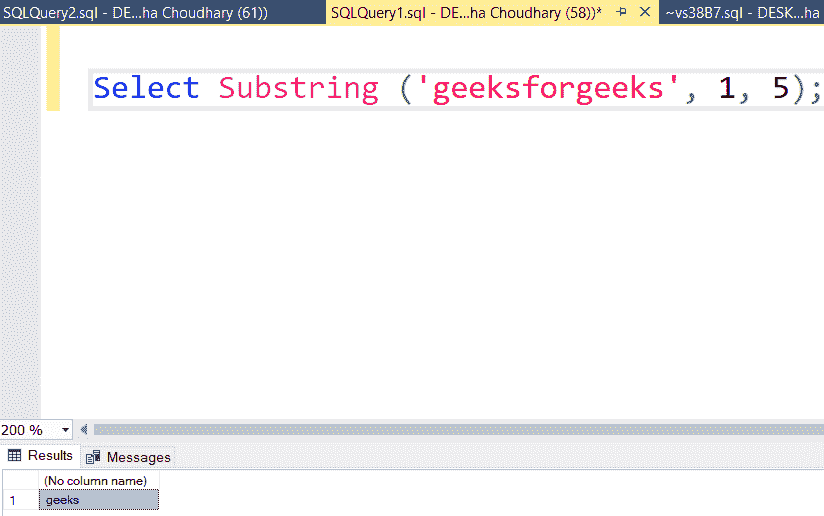 SQLQuery2.sql - DE...ha Choudhary (61)) SQLQuery1.sql - DE...ha Choudhary (58))* ~vs38B7.sql - DESK...ha
Select Substring ('geeksforgeeks', 1, 5);
200 %
Results Messages
(No column name)
1 geeks